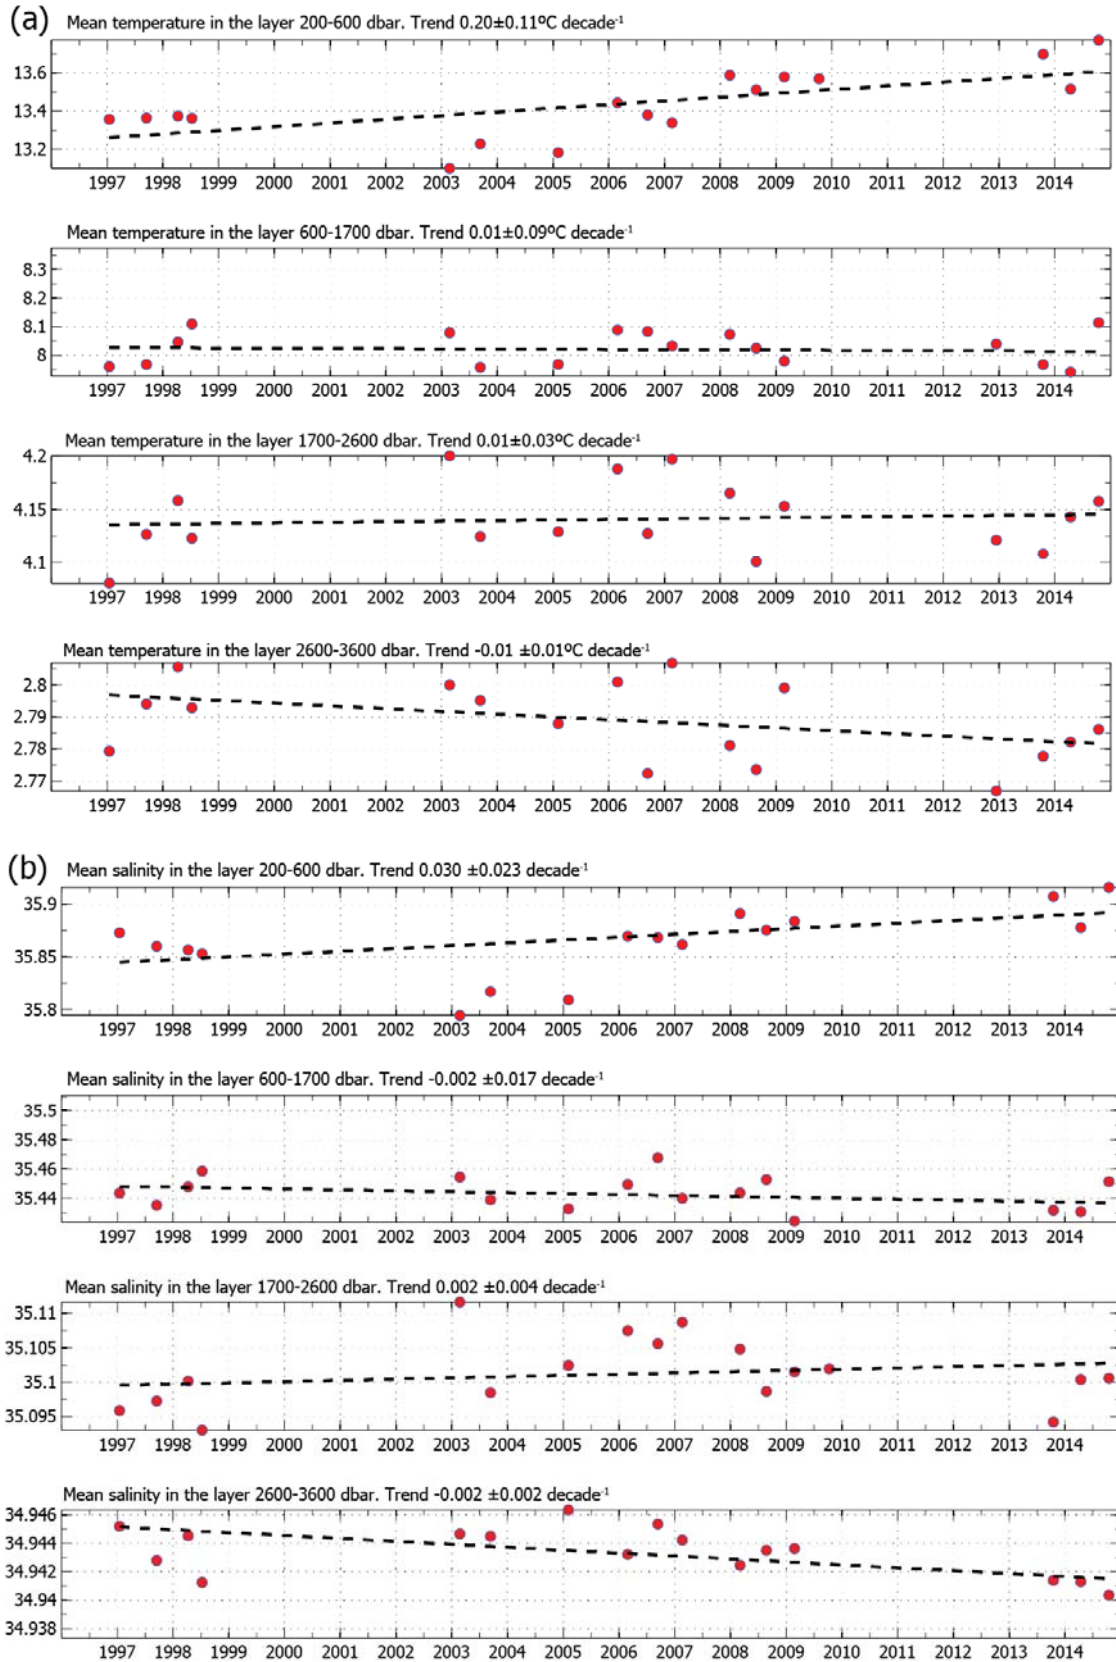 (a) Mean temperature in the layer 200-600 dbar. Trend 0.20±0.11ºC decade⁻¹
13.6
13.4
13.2
1997 1998 1999 2000 2001 2002 2003 2004 2005 2006 2007 2008 2009 2010 2011 2012 2013 2014
Mean temperature in the layer 600-1700 dbar. Trend 0.01±0.09ºC decade⁻¹
8.3
8.2
8.1
8
1997 1998 1999 2000 2001 2002 2003 2004 2005 2006 2007 2008 2009 2010 2011 2012 2013 2014
Mean temperature in the layer 1700-2600 dbar. Trend 0.01±0.03ºC decade⁻¹
4.2
4.15
4.1
1997 1998 1999 2000 2001 2002 2003 2004 2005 2006 2007 2008 2009 2010 2011 2012 2013 2014
Mean temperature in the layer 2600-3600 dbar. Trend -0.01 ±0.01ºC decade⁻¹
2.8
2.79
2.78
2.77
1997 1998 1999 2000 2001 2002 2003 2004 2005 2006 2007 2008 2009 2010 2011 2012 2013 2014
(b) Mean salinity in the layer 200-600 dbar. Trend 0.030 ±0.023 decade⁻¹
35.9
35.85
35.8
1997 1998 1999 2000 2001 2002 2003 2004 2005 2006 2007 2008 2009 2010 2011 2012 2013 2014
Mean salinity in the layer 600-1700 dbar. Trend -0.002 ±0.017 decade⁻¹
35.5
35.48
35.46
35.44
1997 1998 1999 2000 2001 2002 2003 2004 2005 2006 2007 2008 2009 2010 2011 2012 2013 2014
Mean salinity in the layer 1700-2600 dbar. Trend 0.002 ±0.004 decade⁻¹
35.11
35.105
35.1
35.095
1997 1998 1999 2000 2001 2002 2003 2004 2005 2006 2007 2008 2009 2010 2011 2012 2013 2014
Mean salinity in the layer 2600-3600 dbar. Trend -0.002 ±0.002 decade⁻¹
34.946
34.944
34.942
34.94
34.938
1997 1998 1999 2000 2001 2002 2003 2004 2005 2006 2007 2008 2009 2010 2011 2012 2013 2014